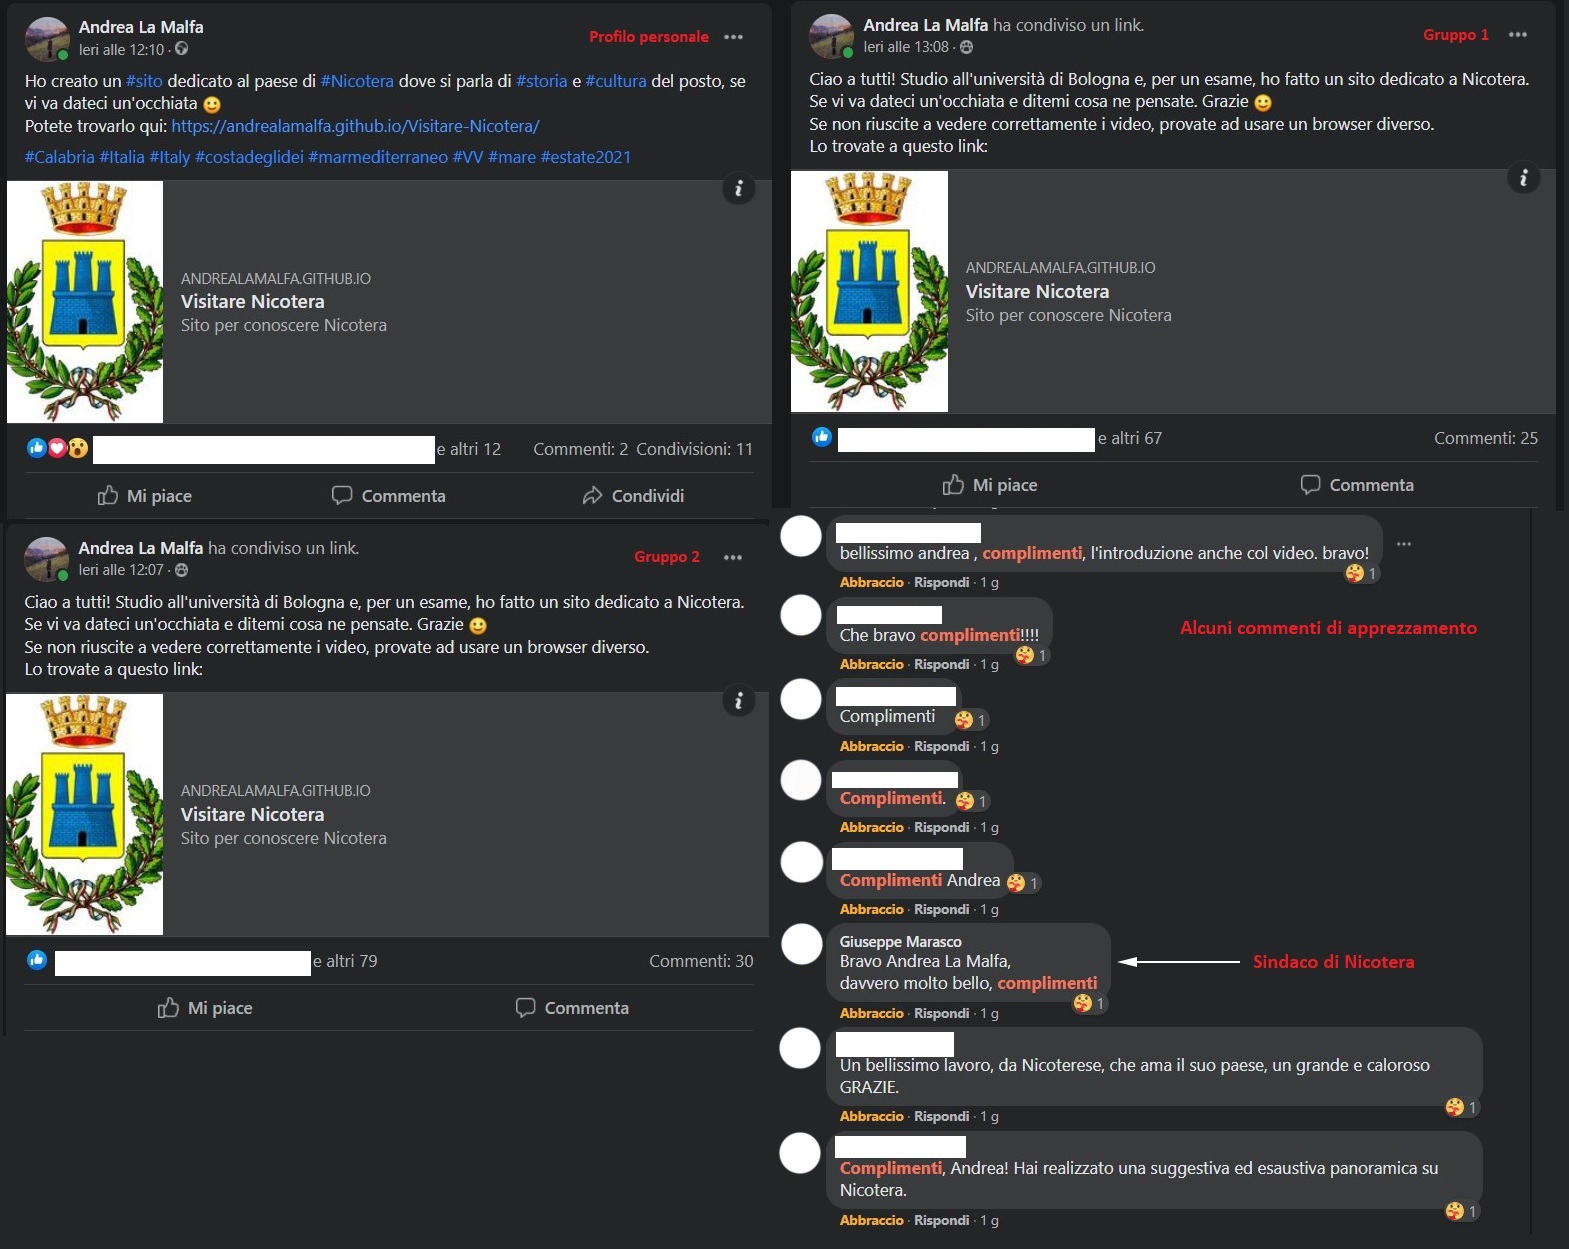 Andrea La Malfa
Ieri alle 12:10 ·
Profilo personale
Ho creato un #sito dedicato al paese di #Nicotera dove si parla di #storia e #cultura del posto, se
vi va dateci un'occhiata
Potete trovarlo qui: https://andrealamalfa.github.io/Visitare-Nicotera/
#Calabria #Italia #Italy #costadeglidei #marmediterraneo #VV #mare #estate2021
ANDREALAMALFA.GITHUB.IO
Visitare Nicotera
Sito per conoscere Nicotera
e altri 12 Commenti: 2 Condivisioni: 11
Mi piace Commenta Condividi
Andrea La Malfa ha condiviso un link.
Ieri alle 13:08 ·
Gruppo 1
Ciao a tutti! Studio all'università di Bologna e, per un esame, ho fatto un sito dedicato a Nicotera.
Se vi va dateci un'occhiata e ditemi cosa ne pensate. Grazie
Se non riuscite a vedere correttamente i video, provate ad usare un browser diverso.
Lo trovate a questo link:
ANDREALAMALFA.GITHUB.IO
Visitare Nicotera
Sito per conoscere Nicotera
e altri 67 Commenti: 25
Mi piace Commenta
Andrea La Malfa ha condiviso un link.
Ieri alle 12:07 ·
Gruppo 2
Ciao a tutti! Studio all'università di Bologna e, per un esame, ho fatto un sito dedicato a Nicotera.
Se vi va dateci un'occhiata e ditemi cosa ne pensate. Grazie
Se non riuscite a vedere correttamente i video, provate ad usare un browser diverso.
Lo trovate a questo link:
ANDREALAMALFA.GITHUB.IO
Visitare Nicotera
Sito per conoscere Nicotera
e altri 79 Commenti: 30
Mi piace Commenta
bellissimo andrea , complimenti, l'introduzione anche col video. bravo!
1
Abbraccio · Rispondi · 1 g
Alcuni commenti di apprezzamento
Che bravo complimenti!!!!
1
Abbraccio · Rispondi · 1 g
Complimenti
1
Abbraccio · Rispondi · 1 g
Complimenti.
1
Abbraccio · Rispondi · 1 g
Complimenti Andrea
1
Abbraccio · Rispondi · 1 g
Giuseppe Marasco
Bravo Andrea La Malfa,
davvero molto bello, complimenti
1
Sindaco di Nicotera
Abbraccio · Rispondi · 1 g
Un bellissimo lavoro, da Nicoterese, che ama il suo paese, un grande e caloroso
GRAZIE.
1
Abbraccio · Rispondi · 1 g
Complimenti, Andrea! Hai realizzato una suggestiva ed esaustiva panoramica su
Nicotera.
1
Abbraccio · Rispondi · 1 g